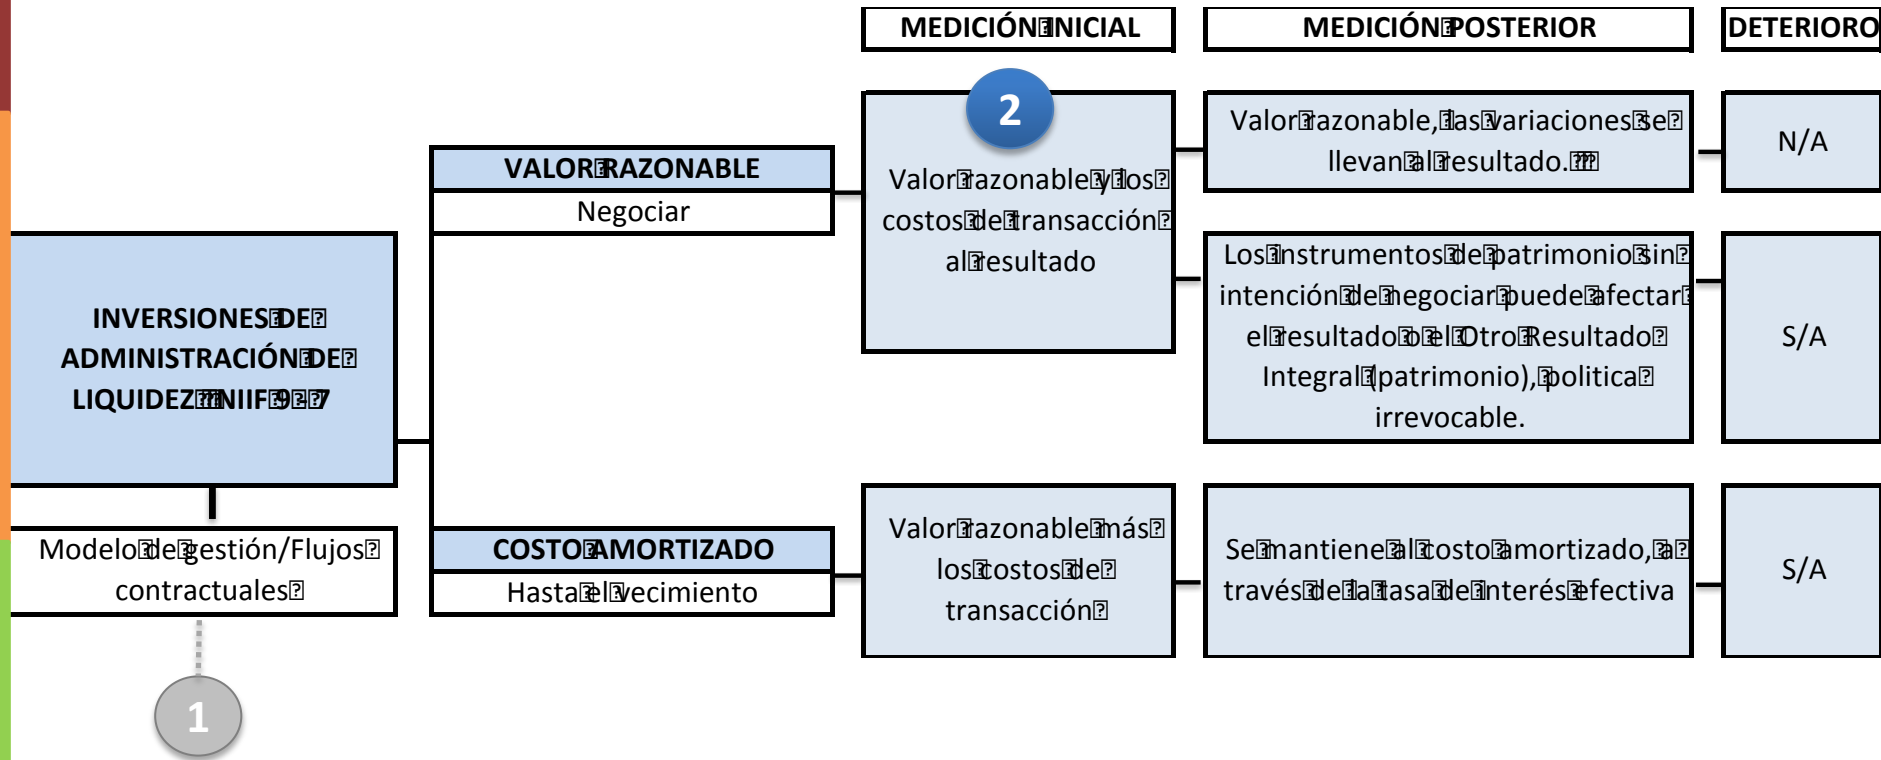 MEDICIÓN INICIAL
MEDICIÓN POSTERIOR
DETERIORO
2
Valor razonable y los
costos de transacción
al resultado
Valor razonable, las variaciones se
llevan al resultado.
N/A
VALOR RAZONABLE
Negociar
Los instrumentos de patrimonio sin
intención de negociar puede afectar
el resultado o el Otro Resultado
Integral (patrimonio), politica
irrevocable.
S/A
INVERSIONES DE
ADMINISTRACIÓN DE
LIQUIDEZ NIIF 9 - 7
Modelo de gestión/Flujos
contractuales
1
COSTO AMORTIZADO
Hasta el vecimiento
Valor razonable más
los costos de
transacción
Se mantiene al costo amortizado, a
través de la tasa de interés efectiva
S/A